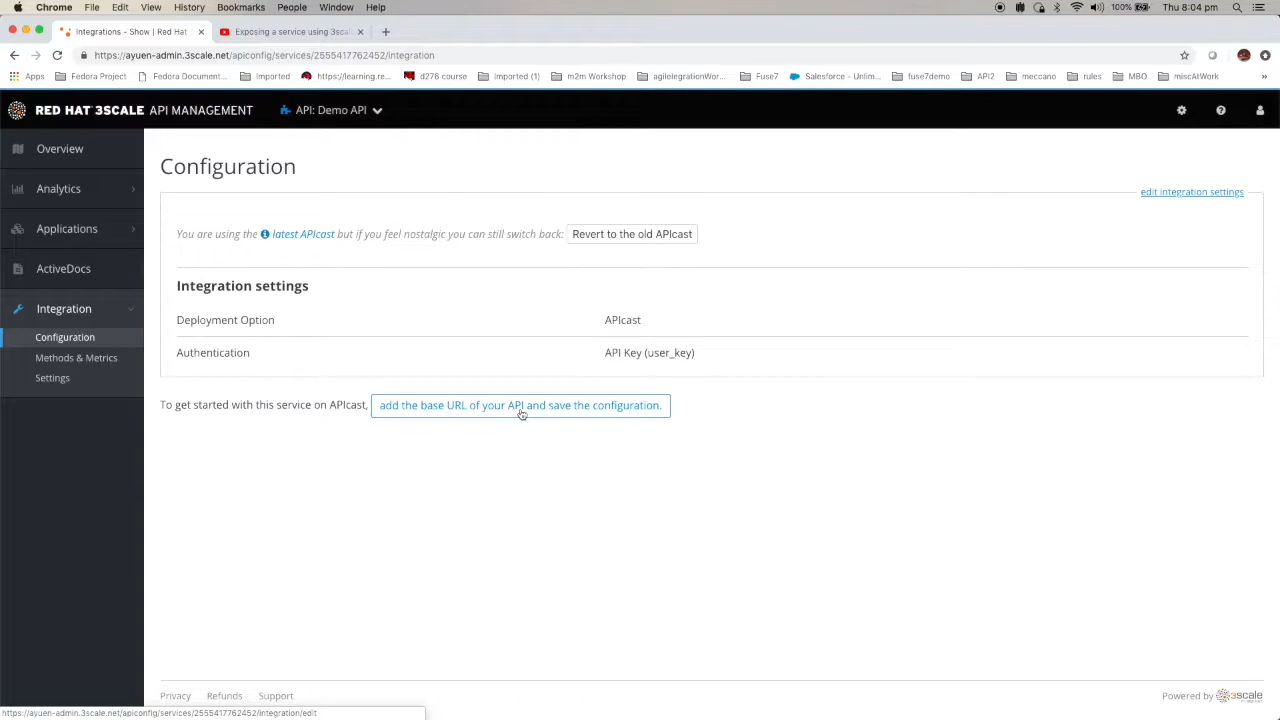 Chrome File Edit View History Bookmarks People Window Help 100% Thu 8:04 pm
Integrations - Show | Red Hat Exposing a service using 3scal
https://ayuen-admin.3scale.net/apiconfig/services/2555417762452/integration
Apps Fedora Project Fedora Document... Imported https://learning.re... d276 course Imported (1) m2m Workshop agileIegrationWor... Fuse7 Salesforce - Unlim... fuse7demo API2 meccano rules MBO miscAtWork »
RED HAT 3SCALE API MANAGEMENT API: Demo API
Overview
Analytics
Applications
ActiveDocs
Integration
Configuration
Methods & Metrics
Settings
Configuration
edit integration settings
You are using the latest APIcast but if you feel nostalgic you can still switch back: Revert to the old APIcast
Integration settings
Deployment Option APIcast
Authentication API Key (user_key)
To get started with this service on APIcast, add the base URL of your API and save the configuration.
Privacy Refunds Support
Powered by 3scale
https://ayuen-admin.3scale.net/apiconfig/services/2555417762452/integration/edit